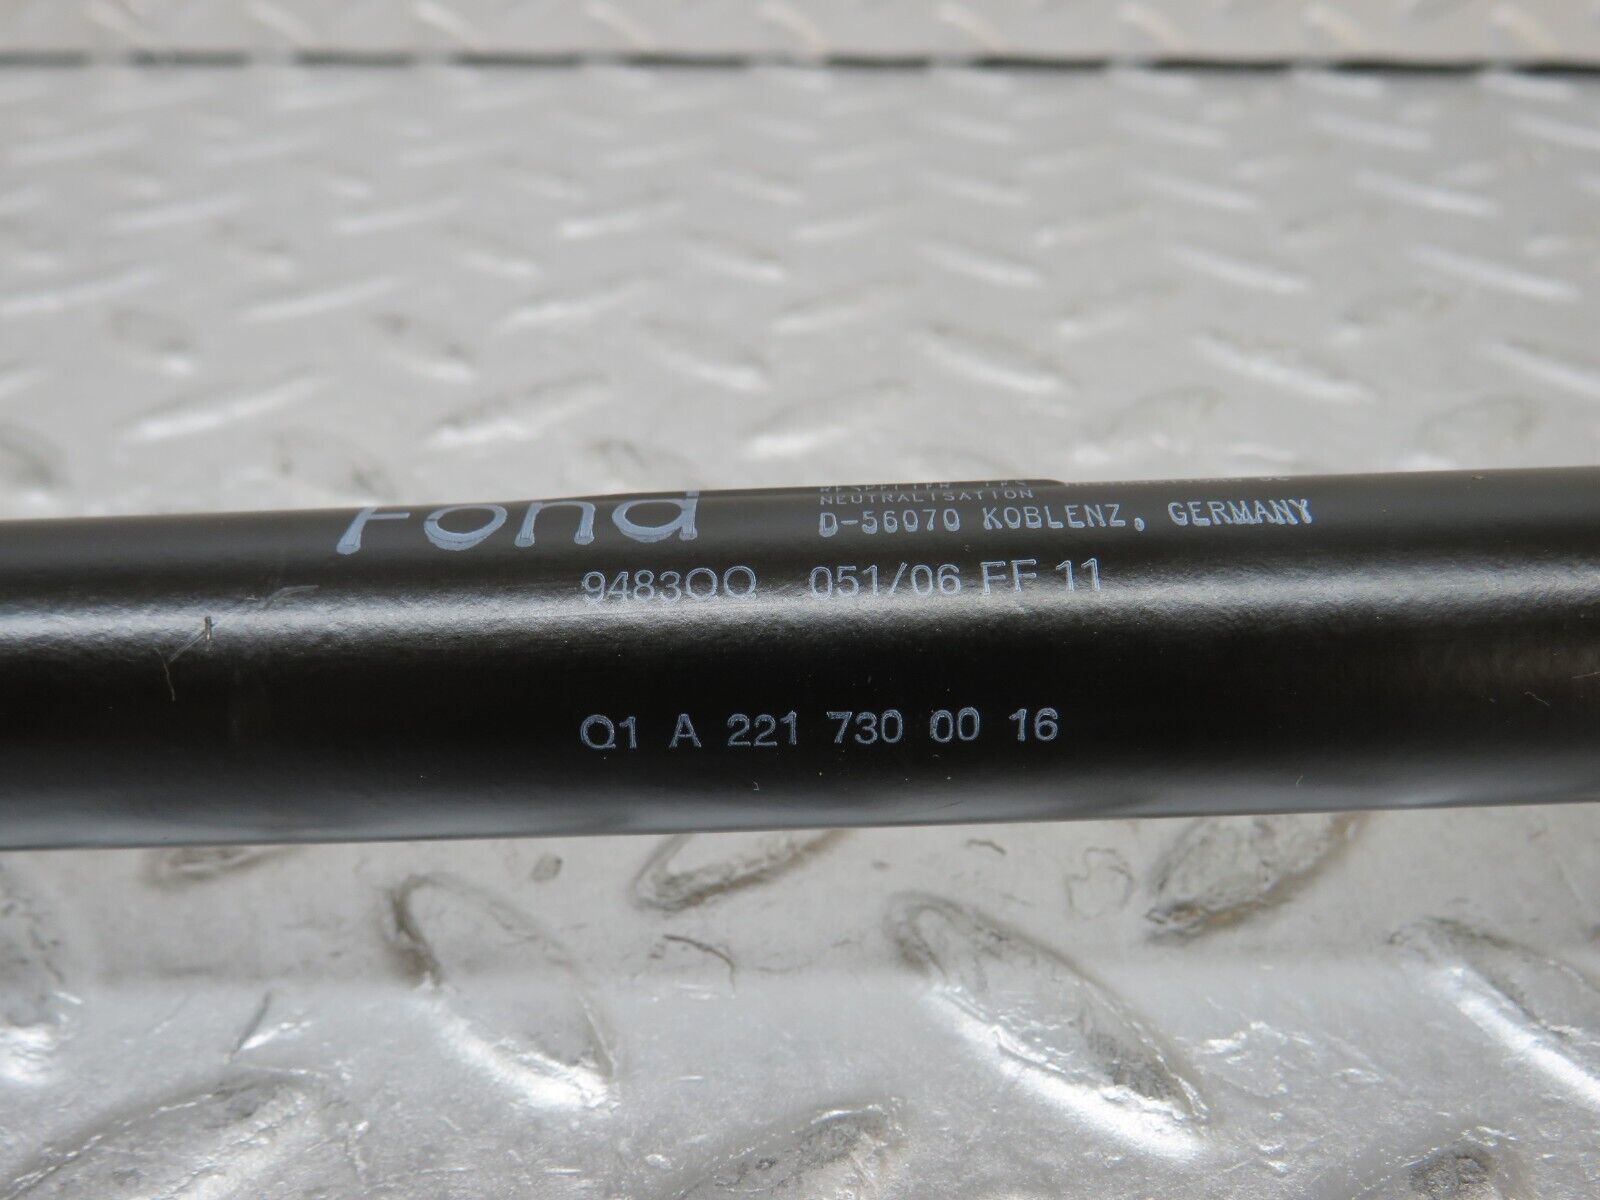 Fond
NEUTRALISATION
D-56070 KOBLENZ, GERMANY
9483QQ 051/06 FF 11
Q1 A 221 730 00 16